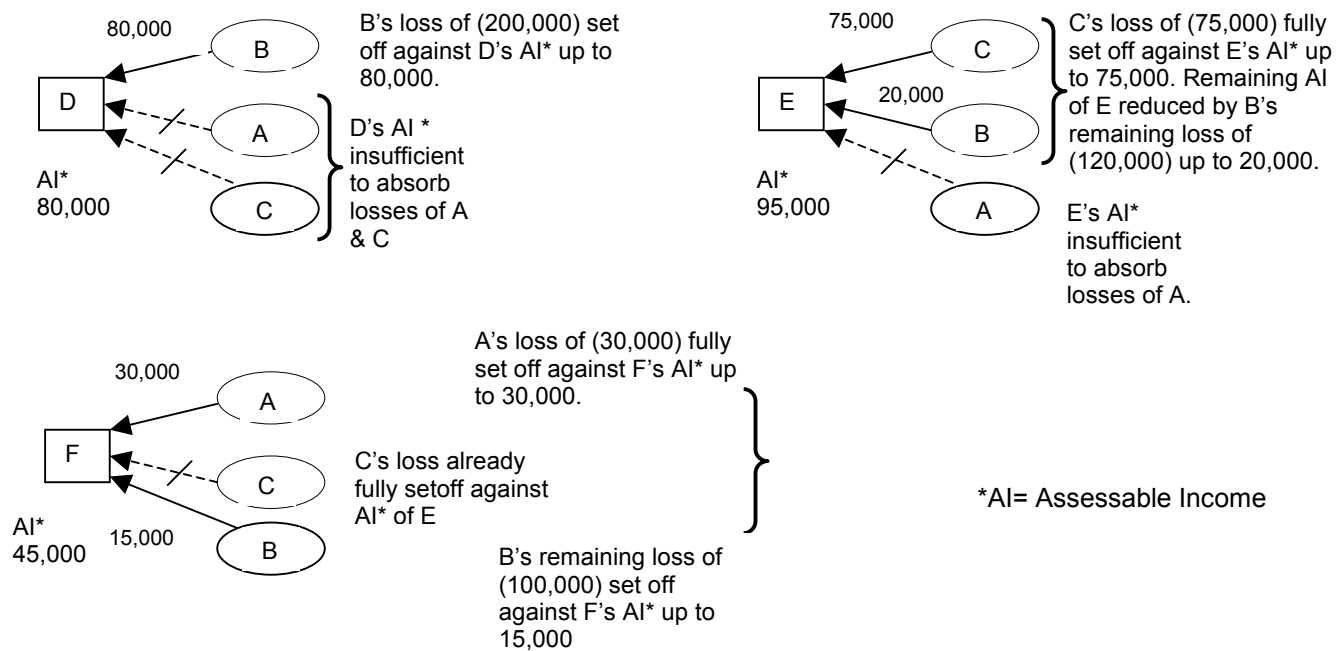 80,000
B
D
A
C
AI*
80,000
B's loss of (200,000) set
off against D's AI* up to
80,000.
D's AI *
insufficient
to absorb
losses of A
& C
75,000
C
E
20,000
B
A
AI*
95,000
C's loss of (75,000) fully
set off against E's AI* up
to 75,000. Remaining AI
of E reduced by B's
remaining loss of
(120,000) up to 20,000.
E's AI*
insufficient
to absorb
losses of A.
30,000
A
F
C
B
AI*
45,000
15,000
A's loss of (30,000) fully
set off against F's AI* up
to 30,000.
C's loss already
fully setoff against
AI* of E
B's remaining loss of
(100,000) set off
against F's AI* up to
15,000
*AI= Assessable Income